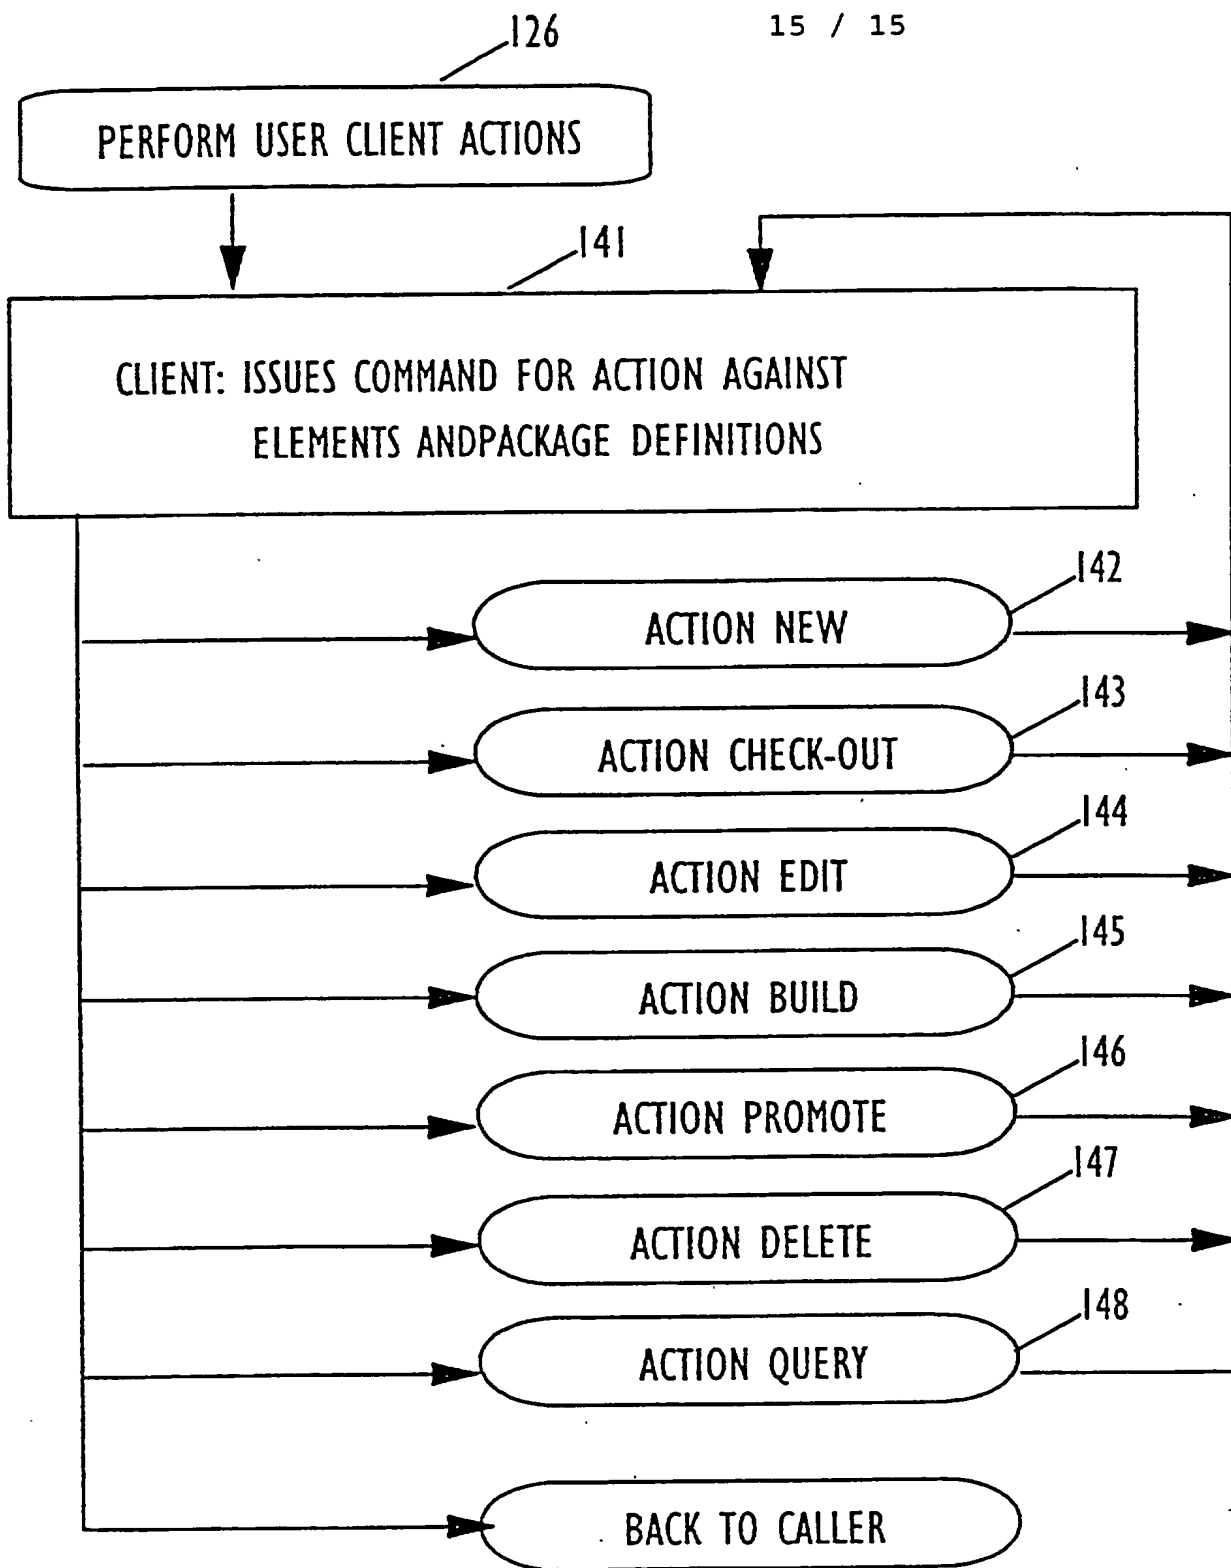 15 / 15
126
PERFORM USER CLIENT ACTIONS
141
CLIENT: ISSUES COMMAND FOR ACTION AGAINST
ELEMENTS ANDPACKAGE DEFINITIONS
142
ACTION NEW
143
ACTION CHECK-OUT
144
ACTION EDIT
145
ACTION BUILD
146
ACTION PROMOTE
147
ACTION DELETE
148
ACTION QUERY
BACK TO CALLER